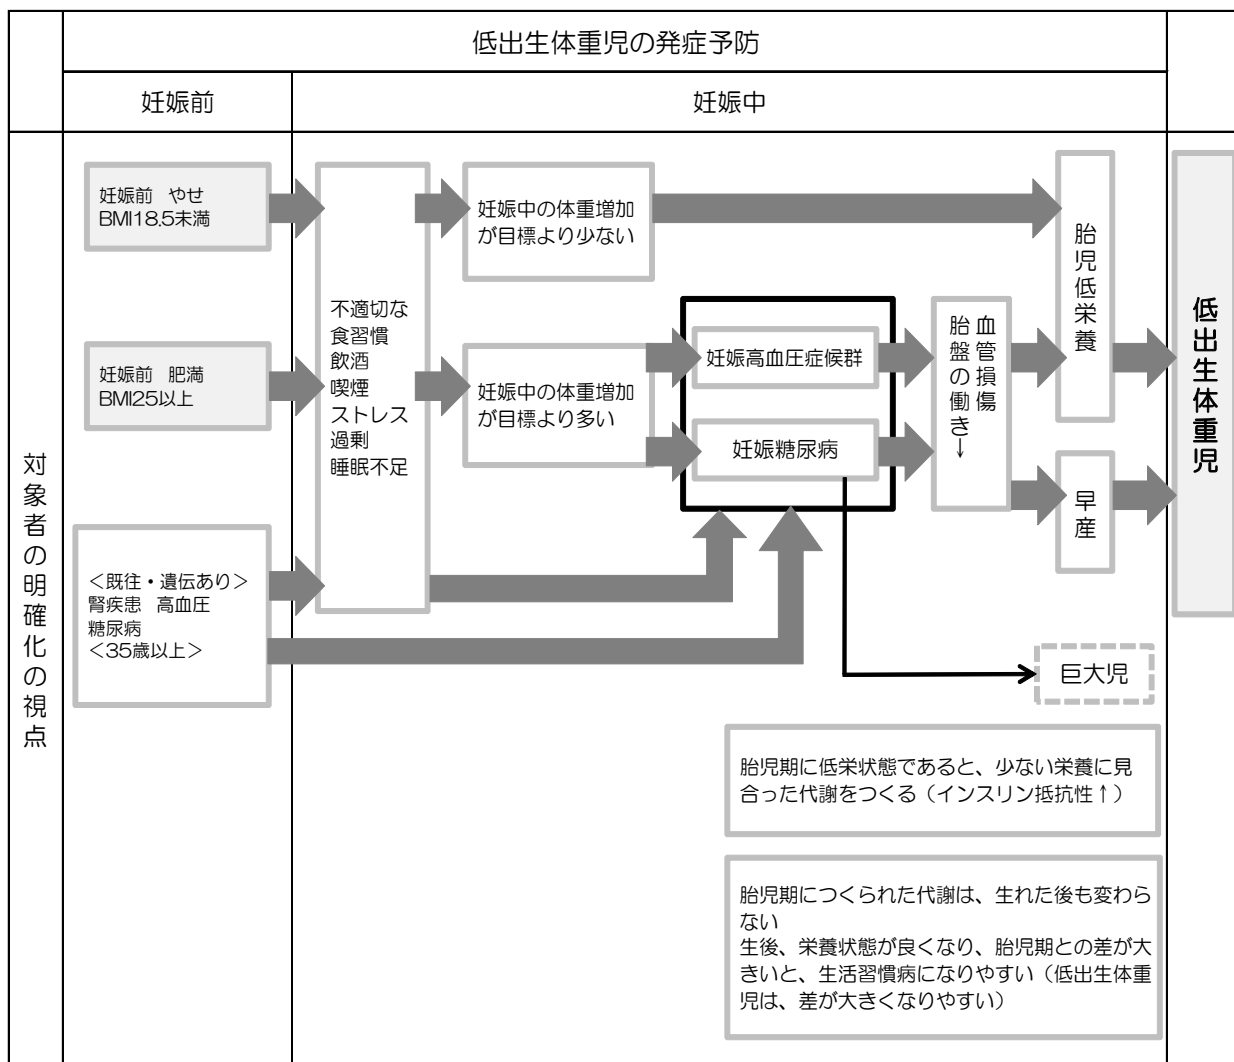 低出生体重児の発症予防
妊娠前
妊娠中
対象者の明確化の視点
妊娠前　やせ
BMI18.5未満
妊娠前　肥満
BMI25以上
＜既往・遺伝あり＞
腎疾患　高血圧
糖尿病
＜35歳以上＞
不適切な
食習慣
飲酒
喫煙
ストレス
過剰
睡眠不足
妊娠中の体重増加
が目標より少ない
妊娠中の体重増加
が目標より多い
妊娠高血圧症候群
妊娠糖尿病
血管損傷
胎盤の働き↓
胎児低栄養
早産
低出生体重児
巨大児
胎児期に低栄状態であると、少ない栄養に見
合った代謝をつくる（インスリン抵抗性↑）
胎児期につくられた代謝は、生れた後も変わら
ない
生後、栄養状態が良くなり、胎児期との差が大
きいと、生活習慣病になりやすい（低出生体重
児は、差が大きくなりやすい）